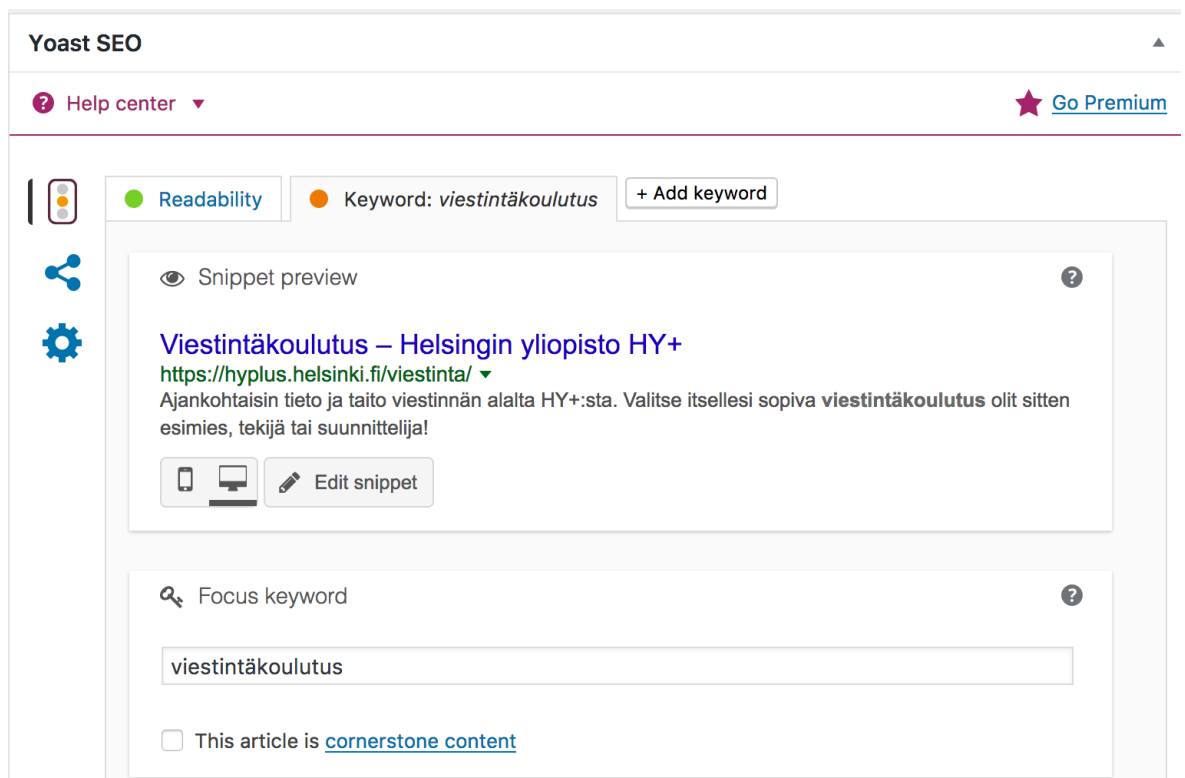 Yoast SEO
Help center
Go Premium
Readability
Keyword: viestintäkoulutus
+ Add keyword
Snippet preview
Viestintäkoulutus – Helsingin yliopisto HY+
https://hyplus.helsinki.fi/viestinta/
Ajankohtaisin tieto ja taito viestinnän alalta HY+:sta. Valitse itsellesi sopiva viestintäkoulutus olit sitten
esimies, tekijä tai suunnittelija!
Edit snippet
Focus keyword
viestintäkoulutus
This article is cornerstone content